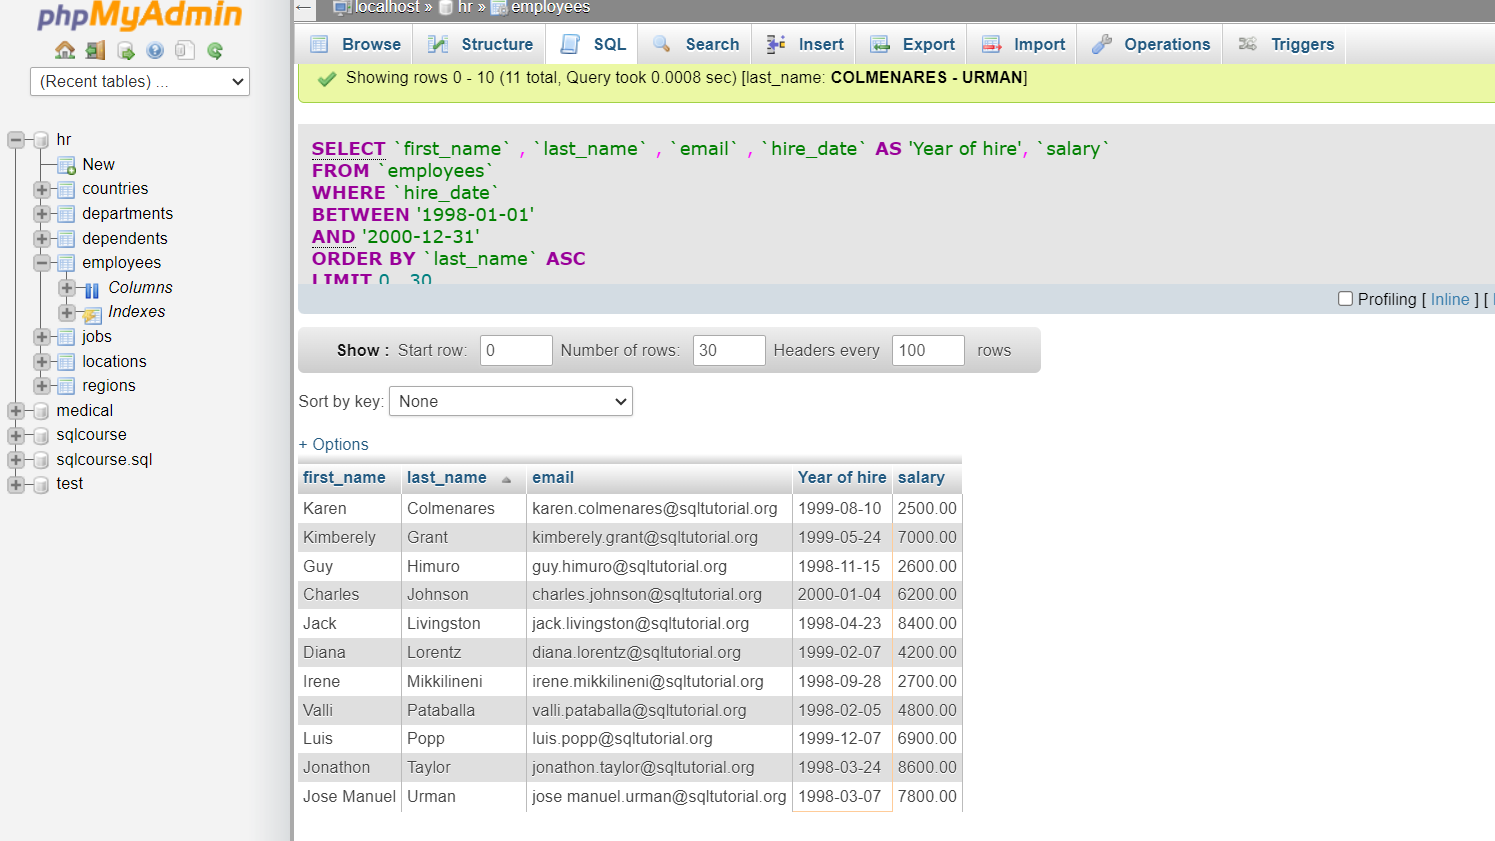 phpMyAdmin
(Recent tables) ...
hr
New
countries
departments
dependents
employees
Columns
Indexes
jobs
locations
regions
medical
sqlcourse
sqlcourse.sql
test
localhost » hr » employees
Browse Structure SQL Search Insert Export Import Operations Triggers
Showing rows 0 - 10 (11 total, Query took 0.0008 sec) [last_name: COLMENARES - URMAN]
SELECT `first_name` , `last_name` , `email` , `hire_date` AS 'Year of hire', `salary`
FROM `employees`
WHERE `hire_date`
BETWEEN '1998-01-01'
AND '2000-12-31'
ORDER BY `last_name` ASC
LIMIT 0 , 30
Profiling [ Inline ] [
Show : Start row: 0 Number of rows: 30 Headers every 100 rows
Sort by key: None
+ Options
first_name last_name email Year of hire salary
Karen Colmenares karen.colmenares@sqltutorial.org 1999-08-10 2500.00
Kimberely Grant kimberely.grant@sqltutorial.org 1999-05-24 7000.00
Guy Himuro guy.himuro@sqltutorial.org 1998-11-15 2600.00
Charles Johnson charles.johnson@sqltutorial.org 2000-01-04 6200.00
Jack Livingston jack.livingston@sqltutorial.org 1998-04-23 8400.00
Diana Lorentz diana.lorentz@sqltutorial.org 1999-02-07 4200.00
Irene Mikkilineni irene.mikkilineni@sqltutorial.org 1998-09-28 2700.00
Valli Pataballa valli.pataballa@sqltutorial.org 1998-02-05 4800.00
Luis Popp luis.popp@sqltutorial.org 1999-12-07 6900.00
Jonathon Taylor jonathon.taylor@sqltutorial.org 1998-03-24 8600.00
Jose Manuel Urman jose manuel.urman@sqltutorial.org 1998-03-07 7800.00